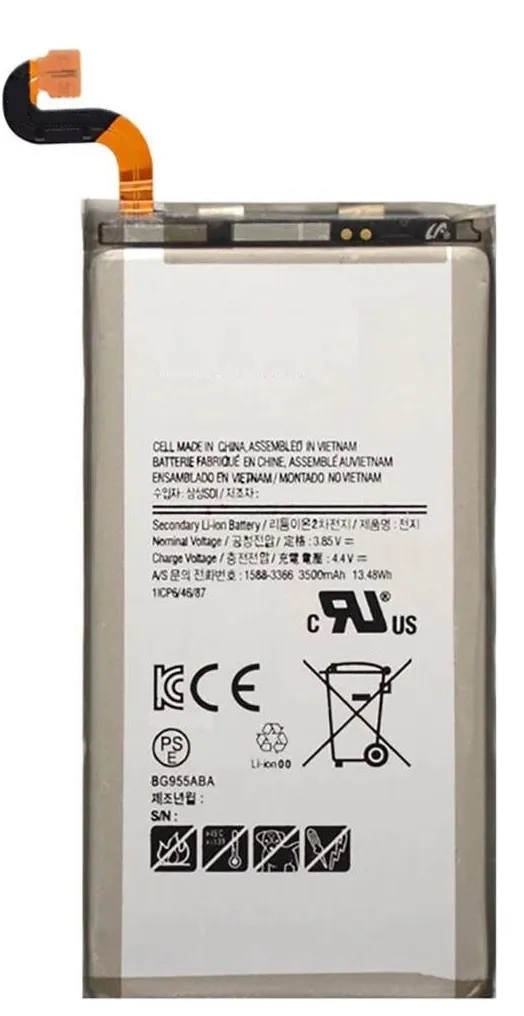 CELL MADE IN CHINA, ASSEMBLED IN VIETNAM
BATTERIE FABRIQUÉ EN CHINE, ASSEMBLÉ AUVIETNAM
ENSAMBLADO EN VIETNAM / MONTADO NO VIETNAM
수입자: 삼성SDI / 제조자:
Secondary Li-ion Battery / 리튬이온2차전지 / 제품명 : 전지
Nominal Voltage / 공칭전압 / 定格 : 3.85 V ⎓
Charge Voltage / 충전전압 / 充電電壓 : 4.4 V ⎓
A/S 문의 전화번호 : 1588-3366 3500mAh 13.48Wh
1ICP6/46/87
C RU® US
KC CE
PS E
Li-ion 00
BG955ABA
제조년월 :
S/N :